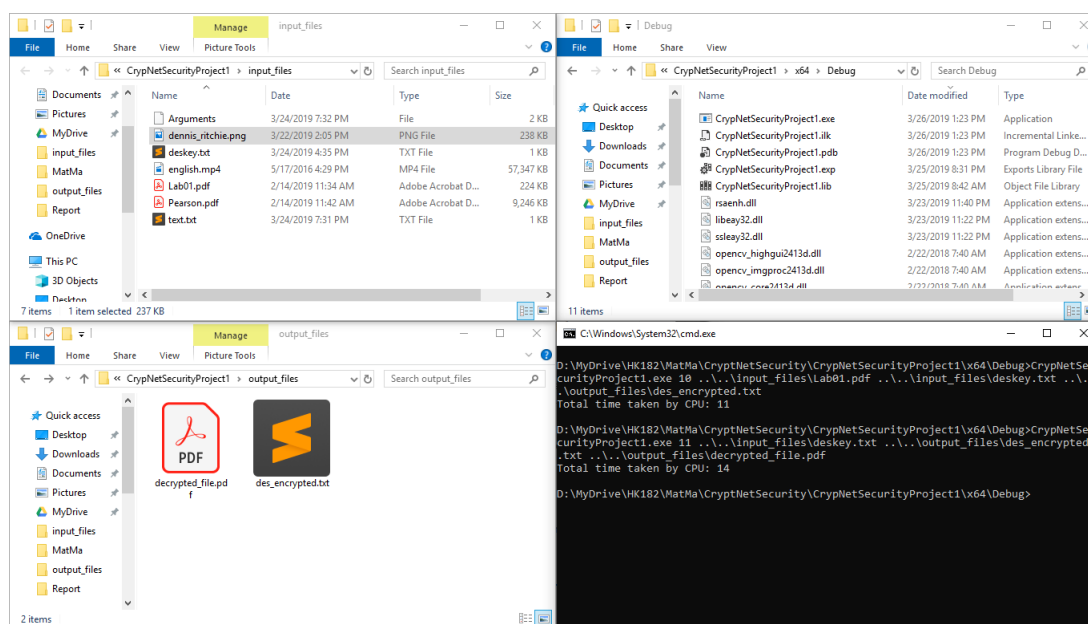 Manage input_files
File Home Share View Picture Tools
« CrypNetSecurityProject1 › input_files Search input_files
Documents
Pictures
MyDrive
input_files
MatMa
output_files
Report
OneDrive
This PC
3D Objects
Desktop
Name Date Type Size
Arguments 3/24/2019 7:32 PM File 2 KB
dennis_ritchie.png 3/22/2019 2:05 PM PNG File 238 KB
deskey.txt 3/24/2019 4:35 PM TXT File 1 KB
english.mp4 5/17/2016 4:29 PM MP4 File 57,347 KB
Lab01.pdf 2/14/2019 11:34 AM Adobe Acrobat D... 224 KB
Pearson.pdf 2/14/2019 11:42 AM Adobe Acrobat D... 9,246 KB
text.txt 3/24/2019 7:31 PM TXT File 1 KB
7 items 1 item selected 237 KB
Debug
File Home Share View
« CrypNetSecurityProject1 › x64 › Debug Search Debug
Quick access
Desktop
Downloads
Documents
Pictures
MyDrive
input_files
MatMa
output_files
Report
Name Date modified Type
CrypNetSecurityProject1.exe 3/26/2019 1:23 PM Application
CrypNetSecurityProject1.ilk 3/26/2019 1:23 PM Incremental Linke...
CrypNetSecurityProject1.pdb 3/26/2019 1:23 PM Program Debug D...
CrypNetSecurityProject1.exp 3/25/2019 8:31 PM Exports Library File
CrypNetSecurityProject1.lib 3/25/2019 8:42 AM Object File Library
rsaenh.dll 3/23/2019 11:40 PM Application extens...
libeay32.dll 3/23/2019 11:22 PM Application extens...
ssleay32.dll 3/23/2019 11:22 PM Application extens...
opencv_highgui2413d.dll 2/22/2018 7:40 AM Application extens...
opencv_imgproc2413d.dll 2/22/2018 7:40 AM Application extens...
opencv_core2413d.dll 2/22/2018 7:40 AM Application extens...
11 items
Manage output_files
File Home Share View Picture Tools
« CrypNetSecurityProject1 › output_files Search output_files
Quick access
Desktop
Downloads
Documents
Pictures
MyDrive
input_files
MatMa
output_files
Report
PDF
decrypted_file.pd
f
des_encrypted.txt
2 items
C:\Windows\System32\cmd.exe
D:\MyDrive\HK182\MatMa\CryptNetSecurity\CrypNetSecurityProject1\x64\Debug>CrypNetSe
curityProject1.exe 10 ..\..\input_files\Lab01.pdf ..\..\input_files\deskey.txt ..\.
.\output_files\des_encrypted.txt
Total time taken by CPU: 11
D:\MyDrive\HK182\MatMa\CryptNetSecurity\CrypNetSecurityProject1\x64\Debug>CrypNetSe
curityProject1.exe 11 ..\..\input_files\deskey.txt ..\..\output_files\des_encrypted
.txt ..\..\output_files\decrypted_file.pdf
Total time taken by CPU: 14
D:\MyDrive\HK182\MatMa\CryptNetSecurity\CrypNetSecurityProject1\x64\Debug>